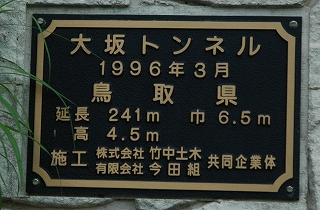 大坂トンネル
1996年3月
鳥取県
延長 241m 巾 6.5m
高 4.5m
施工 株式会社 竹中土木 共同企業体
有限会社 今田組